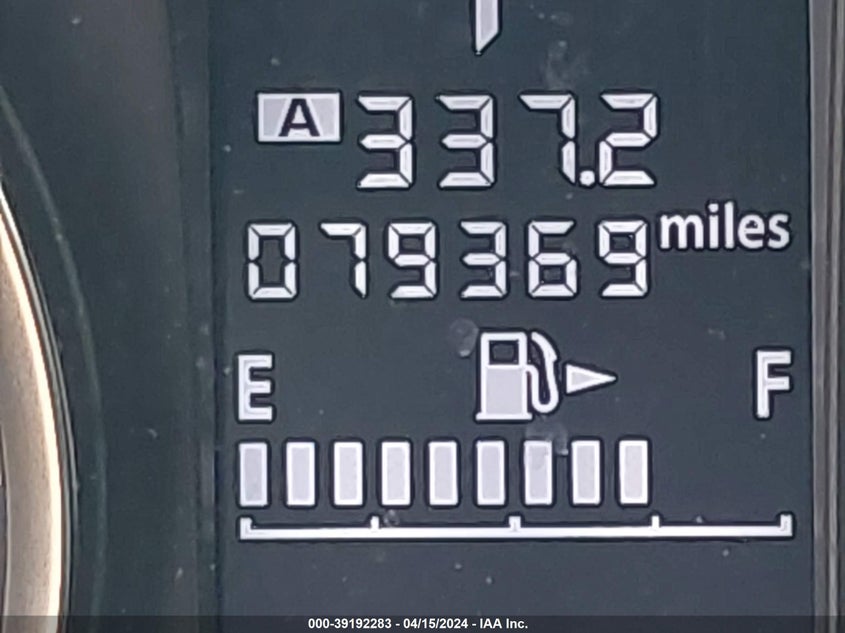 A 337.2
079369 miles
E F
000-39192283 - 04/15/2024 - IAA Inc.